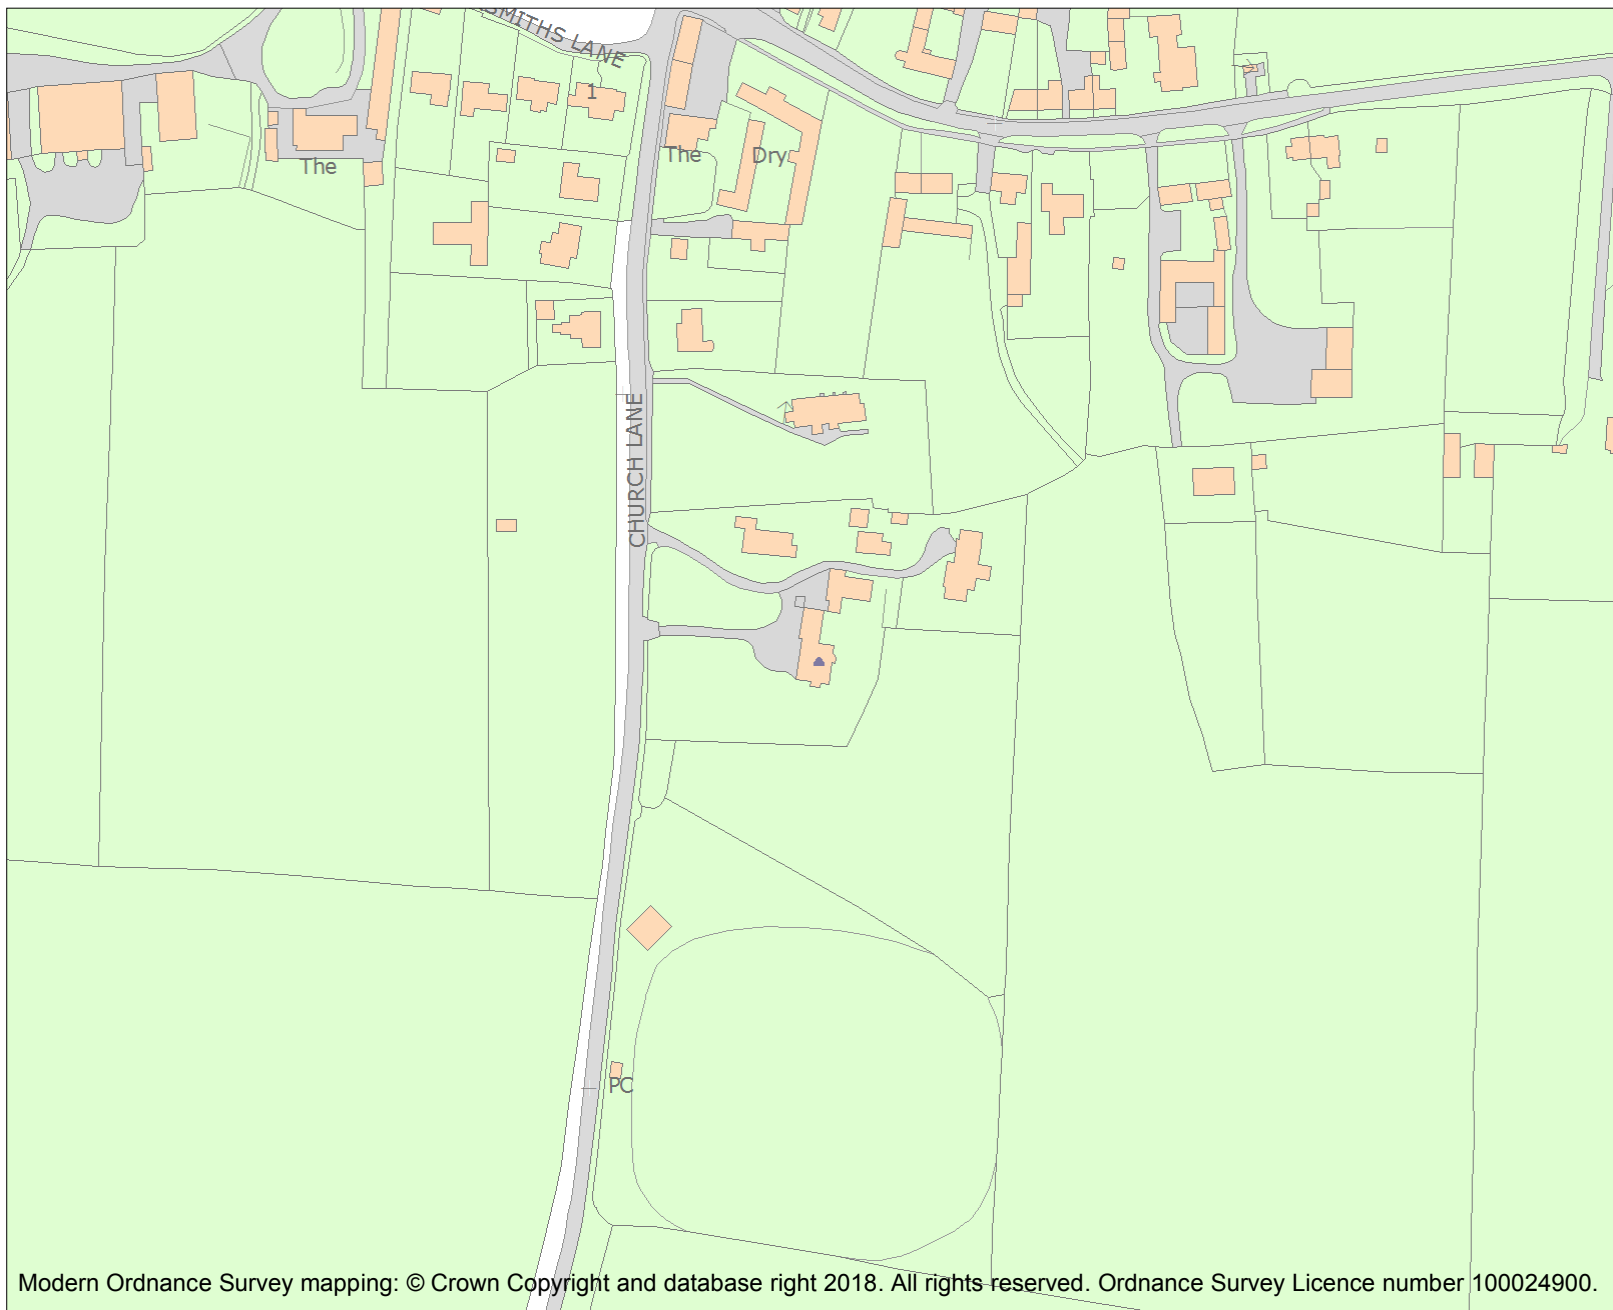 SMITHS LANE
1
The
The
Dry
CHURCH LANE
PC
Modern Ordnance Survey mapping: © Crown Copyright and database right 2018. All rights reserved. Ordnance Survey Licence number 100024900.